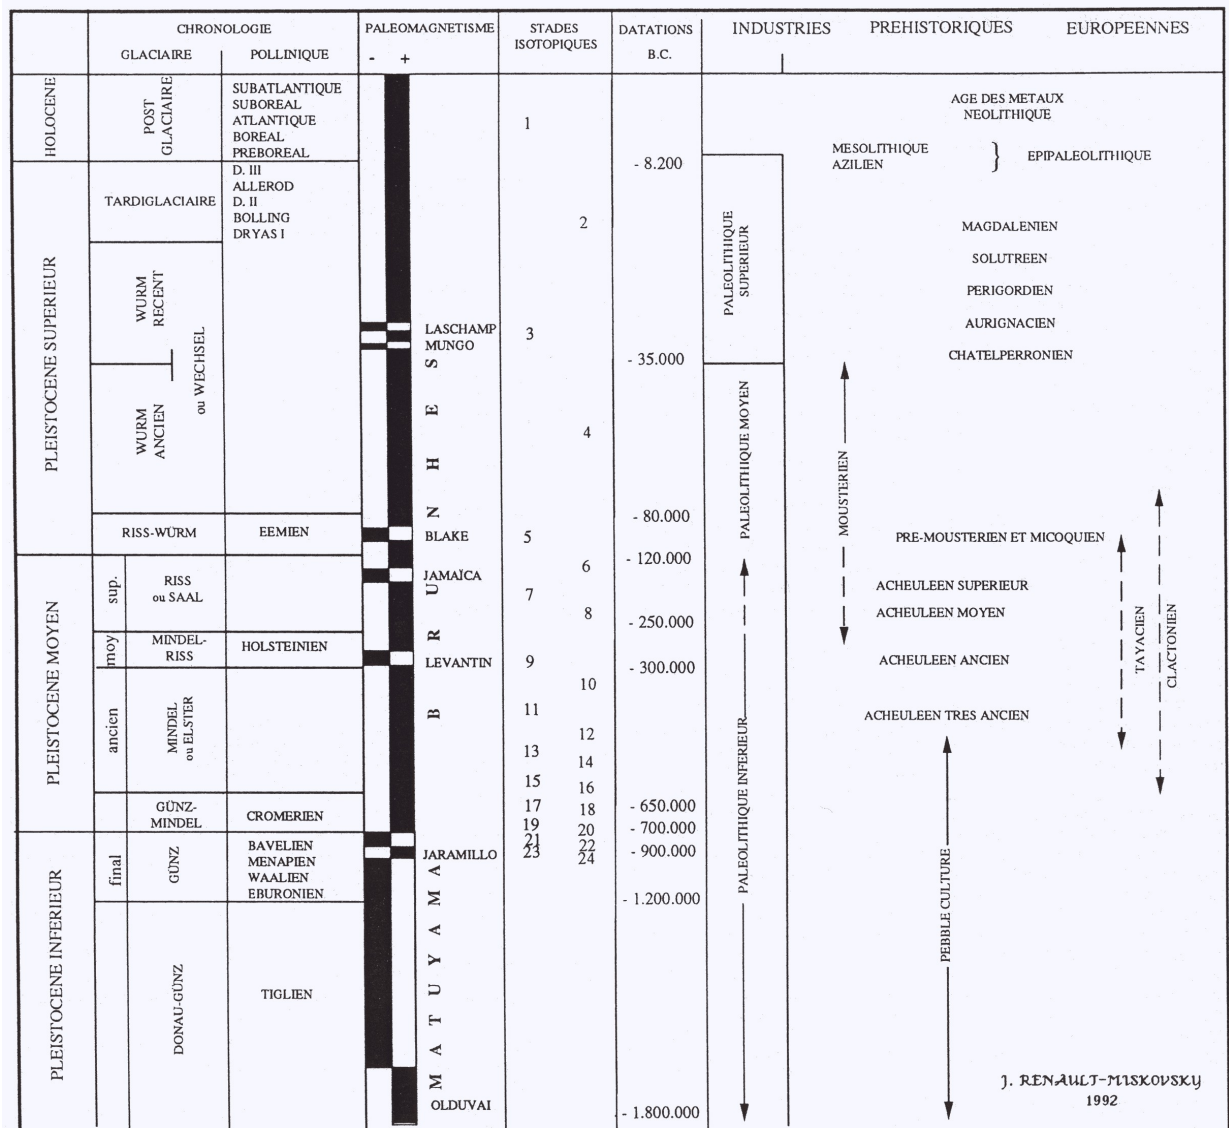 CHRONOLOGIE
GLACIAIRE
POLLINIQUE
PALEOMAGNETISME
- +
STADES
ISOTOPIQUES
DATATIONS
B.C.
INDUSTRIES PREHISTORIQUES EUROPEENNES
HOLOCENE
POST
GLACIAIRE
SUBATLANTIQUE
SUBOREAL
ATLANTIQUE
BOREAL
PREBOREAL
1
AGE DES METAUX
NEOLITHIQUE
MESOLITHIQUE
AZILIEN
} EPIPALEOLITHIQUE
- 8.200
PLEISTOCENE SUPERIEUR
TARDIGLACIAIRE
D. III
ALLEROD
D. II
BOLLING
DRYAS I
2
PALEOLITHIQUE
SUPERIEUR
MAGDALENIEN
SOLUTREEN
PERIGORDIEN
AURIGNACIEN
CHATELPERRONIEN
WURM
RECENT
ou WECHSEL
LASCHAMP
MUNGO
3
- 35.000
WURM
ANCIEN
BRUNHES
4
PALEOLITHIQUE MOYEN
MOUSTERIEN
- 80.000
RISS-WÜRM
EEMIEN
BLAKE
5
PRE-MOUSTERIEN ET MICOQUIEN
- 120.000
PLEISTOCENE MOYEN
sup.
RISS
ou SAAL
JAMAÏCA
6
7
8
ACHEULEEN SUPERIEUR
ACHEULEEN MOYEN
- 250.000
TAYACIEN
CLACTONIEN
moy
MINDEL-
RISS
HOLSTEINIEN
LEVANTIN
9
- 300.000
ACHEULEEN ANCIEN
ancien
MINDEL
ou ELSTER
10
11
12
13
14
15
16
ACHEULEEN TRES ANCIEN
PALEOLITHIQUE INFERIEUR
GÜNZ-
MINDEL
CROMERIEN
17
18
19
20
- 650.000
- 700.000
PLEISTOCENE INFERIEUR
final
GÜNZ
BAVELIEN
MENAPIEN
WAALIEN
EBURONIEN
JARAMILLO
21
22
23
24
- 900.000
- 1.200.000
PEBBLE CULTURE
DONAU-GÜNZ
TIGLIEN
MATUYAMA
OLDUVAI
- 1.800.000
J. RENAULT-MISKOVSKY
1992